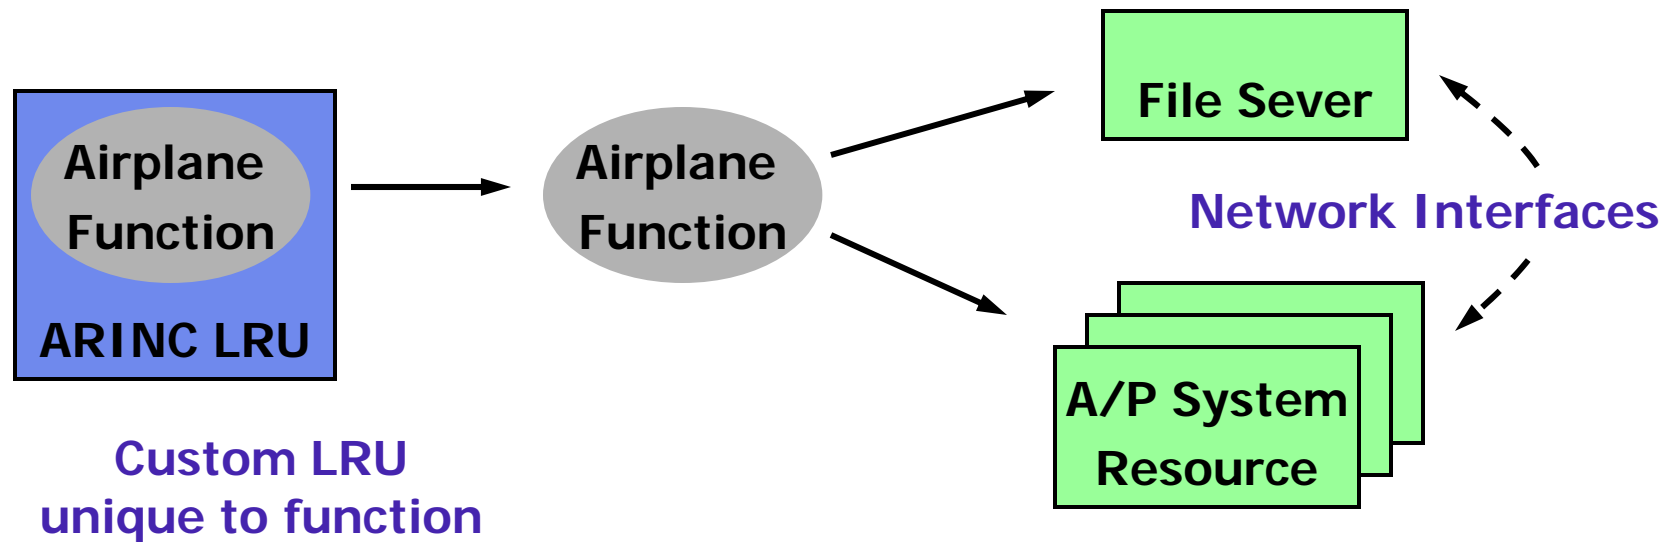 Airplane
Function
ARINC LRU
Custom LRU
unique to function
Airplane
Function
File Sever
Network Interfaces
A/P System
Resource